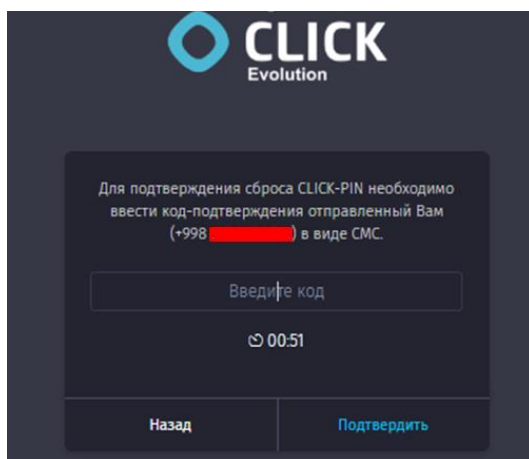 CLICK
Evolution
Для подтверждения сброса CLICK-PIN необходимо
ввести код-подтверждения отправленный Вам
(+998 ) в виде СМС.
Введите код
00:51
Назад Подтвердить